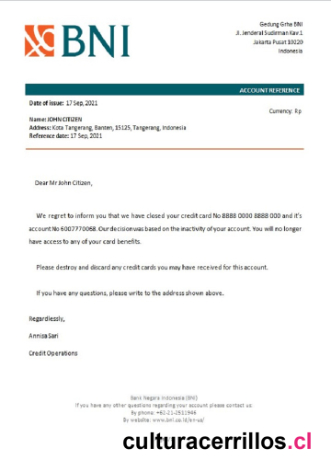 BNI
Gedung Grha BNI
Jl. Jenderal Sudirman Kav.1
Jakarta Pusat 10220
Indonesia
ACCOUNT REFERENCE
Date of issue: 17 Sep, 2021
Currency: Rp
Name: JOHN CITIZEN
Address: Kota Tangerang, Banten, 15125, Tangerang, Indonesia
Reference date: 17 Sep, 2021
Dear Mr John Citizen,
We regret to inform you that we have closed your credit card No 8888 0000 8888 000 and it's
account No 6007770068. Our decision was based on the inactivity of your account. You will no longer
have access to any of your card benefits.
Please destroy and discard any credit cards you may have received for this account.
If you have any questions, please write to the address shown above.
Regardlessly,
Annisa Sari
Credit Operations
Bank Negara Indonesia (BNI)
If you have any other questions regarding your account please contact us.
By phone: +62-21-2511946
By website: www.bni.co.id/en-us/
culturacerrillos.cl